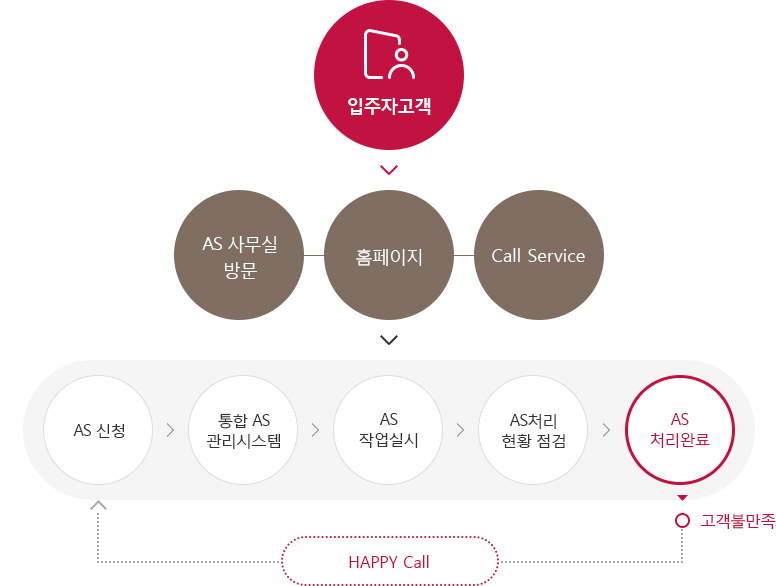 입주자고객
AS 사무실
방문
홈페이지
Call Service
AS 신청
통합 AS
관리시스템
AS
작업실시
AS처리
현황 점검
AS
처리완료
고객불만족
HAPPY Call